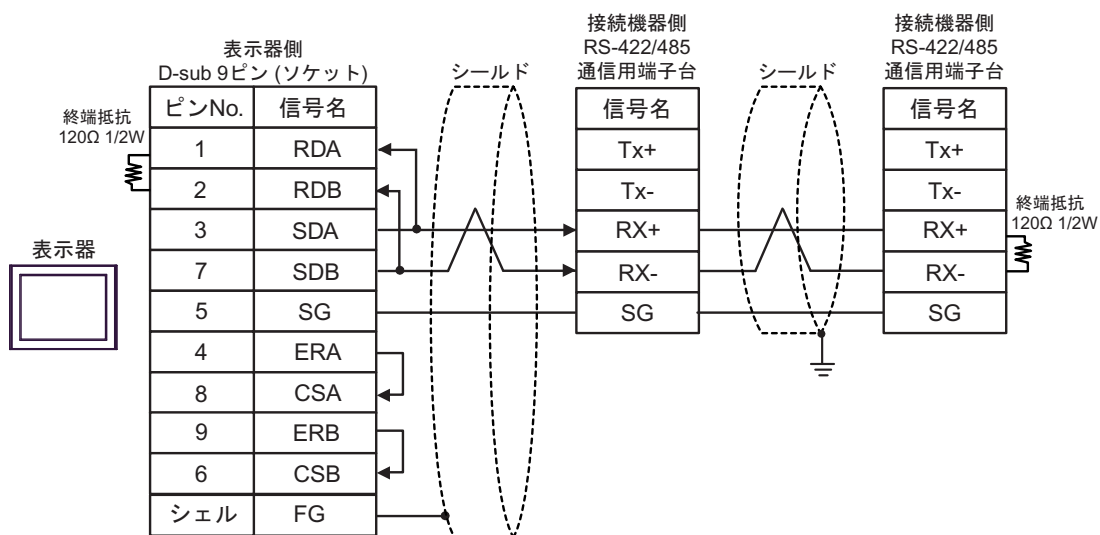 表示器側
D-sub 9ピン (ソケット)
シールド
接続機器側
RS-422/485
通信用端子台
シールド
接続機器側
RS-422/485
通信用端子台
終端抵抗
120Ω 1/2W
ピンNo. 信号名
1 RDA
2 RDB
3 SDA
7 SDB
5 SG
4 ERA
8 CSA
9 ERB
6 CSB
シェル FG
表示器
信号名
Tx+
Tx-
RX+
RX-
SG
信号名
Tx+
Tx-
RX+
RX-
SG
終端抵抗
120Ω 1/2W